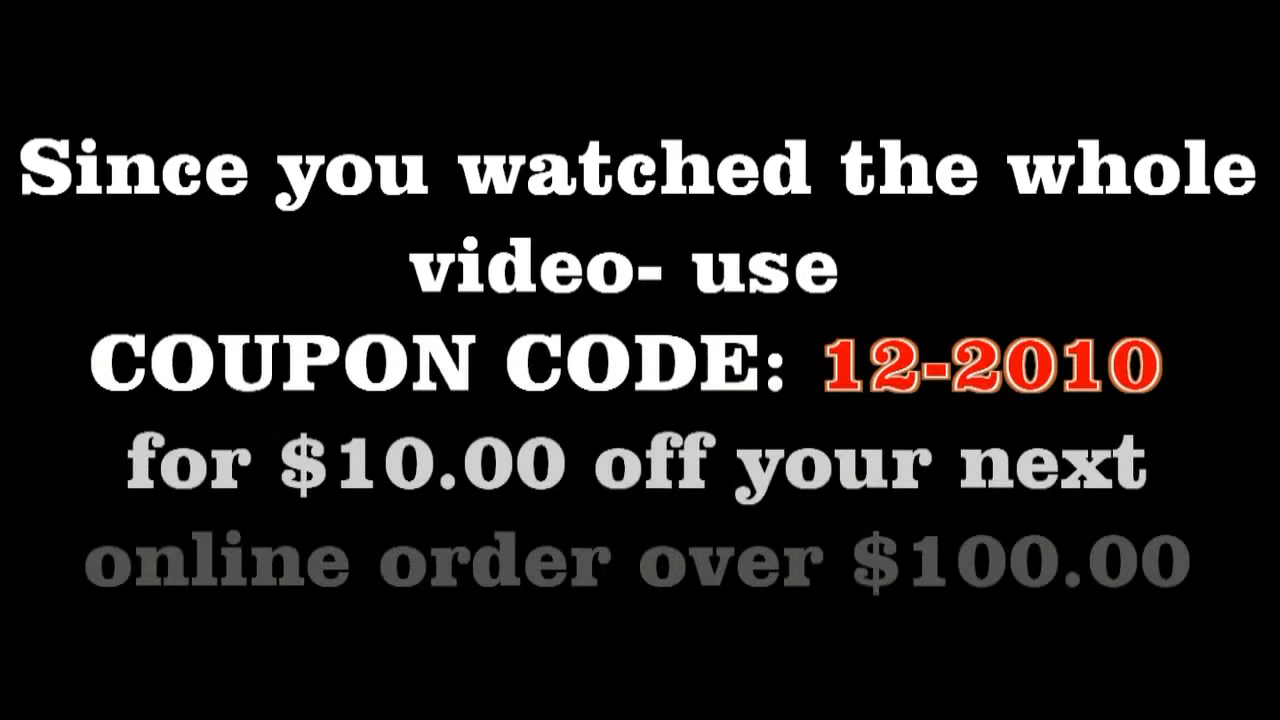 Since you watched the whole
video- use
COUPON CODE: 12-2010
for $10.00 off your next
online order over $100.00